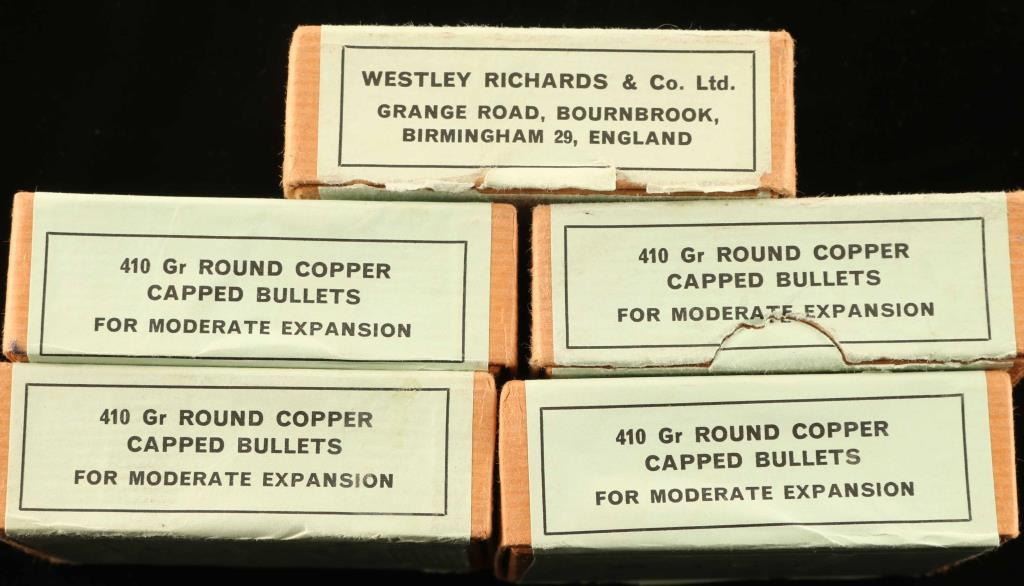 WESTLEY RICHARDS & Co. Ltd.
GRANGE ROAD, BOURNBROOK,
BIRMINGHAM 29, ENGLAND
410 Gr ROUND COPPER
CAPPED BULLETS
FOR MODERATE EXPANSION
410 Gr ROUND COPPER
CAPPED BULLETS
FOR MODERATE EXPANSION
410 Gr ROUND COPPER
CAPPED BULLETS
FOR MODERATE EXPANSION
410 Gr ROUND COPPER
CAPPED BULLETS
FOR MODERATE EXPANSION